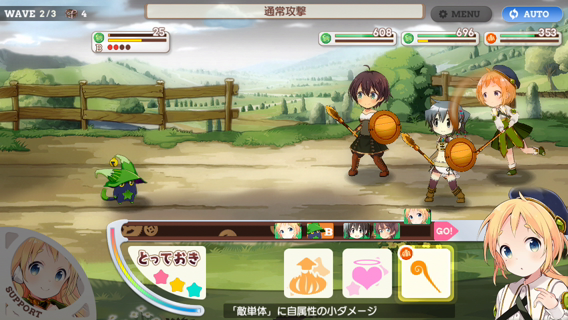 WAVE 2/3 4
通常攻撃
MENU
AUTO
25
B
608
696
353
B
GO!
とっておき
「敵単体」に自属性の小ダメージ
SUPPORT